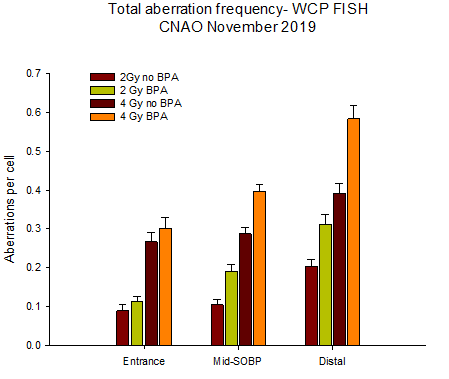 Total aberration frequency- WCP FISH
CNAO November 2019
0.7
0.6
0.5
0.4
0.3
0.2
0.1
0.0
Aberrations per cell
2Gy no BPA
2 Gy BPA
4 Gy no BPA
4 Gy BPA
Entrance
Mid-SOBP
Distal